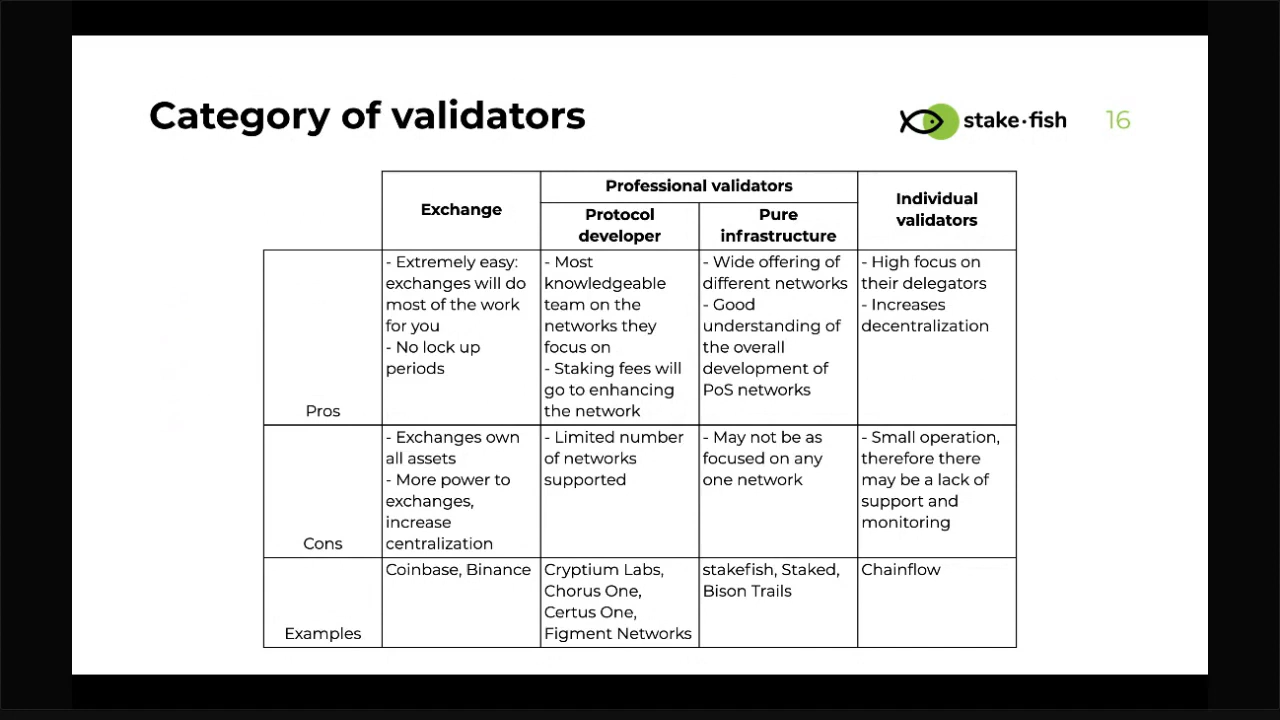 Category of validators
stake·fish
16
Exchange
Professional validators
Individual
validators
Protocol
developer
Pure
infrastructure
Pros
- Extremely easy:
exchanges will do
most of the work
for you
- No lock up
periods
- Most
knowledgeable
team on the
networks they
focus on
- Staking fees will
go to enhancing
the network
- Wide offering of
different networks
- Good
understanding of
the overall
development of
PoS networks
- High focus on
their delegators
- Increases
decentralization
Cons
- Exchanges own
all assets
- More power to
exchanges,
increase
centralization
- Limited number
of networks
supported
- May not be as
focused on any
one network
- Small operation,
therefore there
may be a lack of
support and
monitoring
Examples
Coinbase, Binance
Cryptium Labs,
Chorus One,
Certus One,
Figment Networks
stakefish, Staked,
Bison Trails
Chainflow